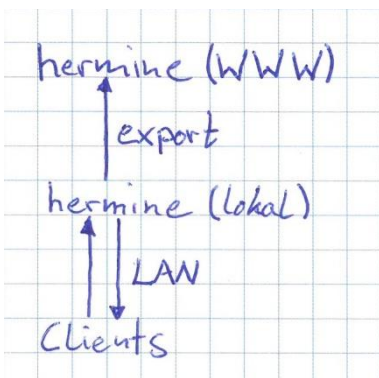 hermine (WWW)
export
hermine (lokal)
LAN
Clients